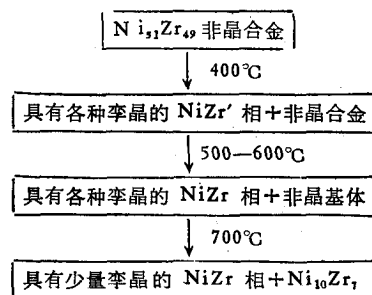 Ni₅₁Zr₄₉ 非晶合金
400℃
具有各种孪晶的 NiZr′ 相+非晶合金
500—600℃
具有各种孪晶的 NiZr 相+非晶基体
700℃
具有少量孪晶的 NiZr 相+Ni₁₀Zr₇